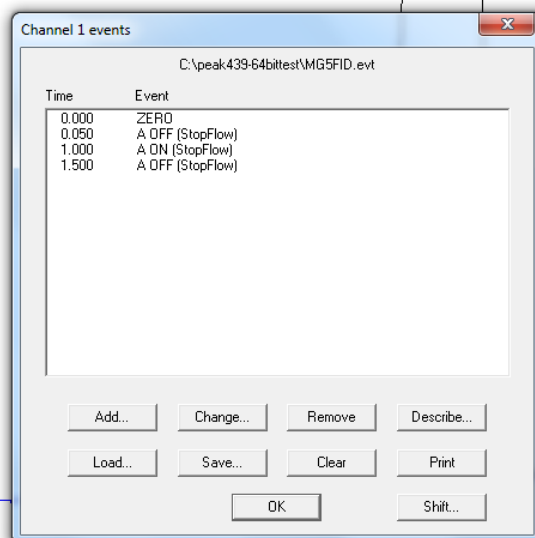 Channel 1 events
C:\peak439-64bittest\MG5FID.evt
Time Event
0.000 ZERO
0.050 A OFF (StopFlow)
1.000 A ON (StopFlow)
1.500 A OFF (StopFlow)
Add... Change... Remove Describe...
Load... Save... Clear Print
OK Shift...